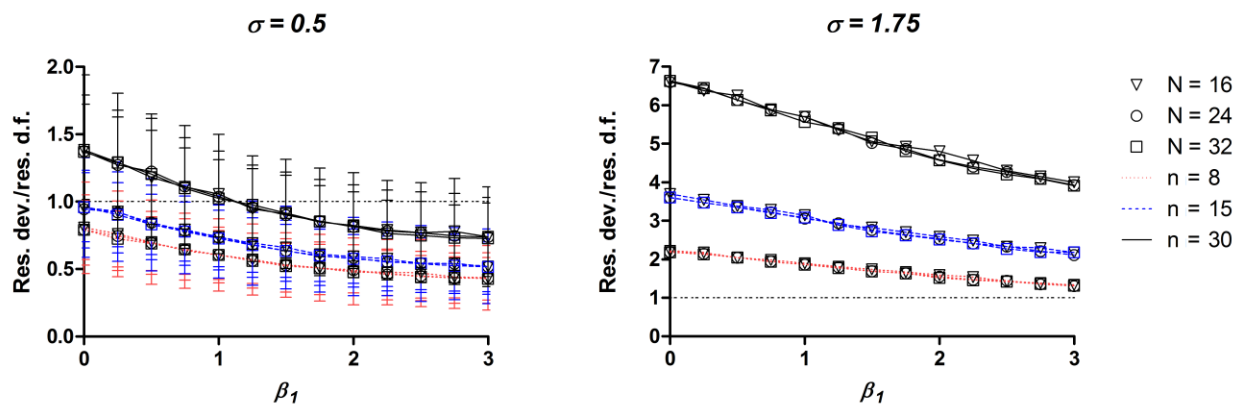 σ = 0.5
Res. dev./res. d.f.
2.0
1.5
1.0
0.5
0.0
0
1
2
3
β1
σ = 1.75
Res. dev./res. d.f.
7
6
5
4
3
2
1
0
0
1
2
3
β1
N = 16
N = 24
N = 32
n = 8
n = 15
n = 30